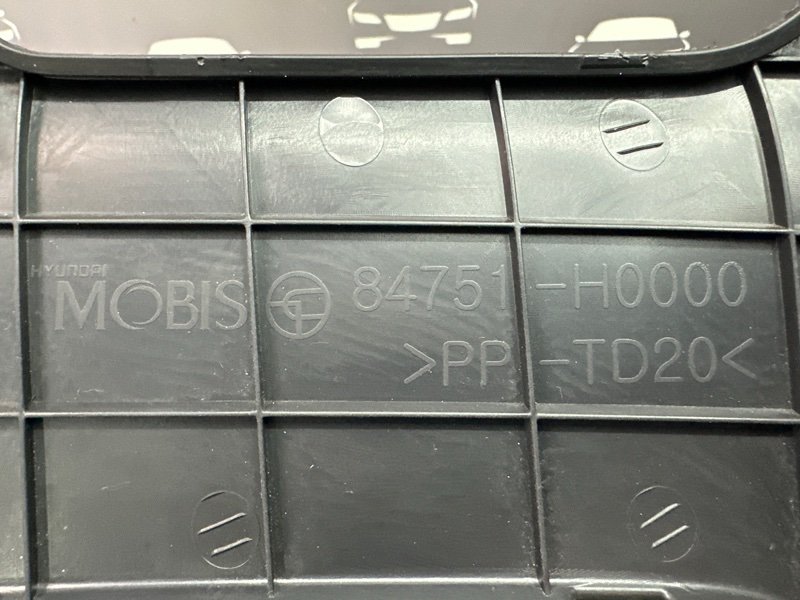 HYUNDAI
MOBIS 84751-H0000
>PP-TD20<